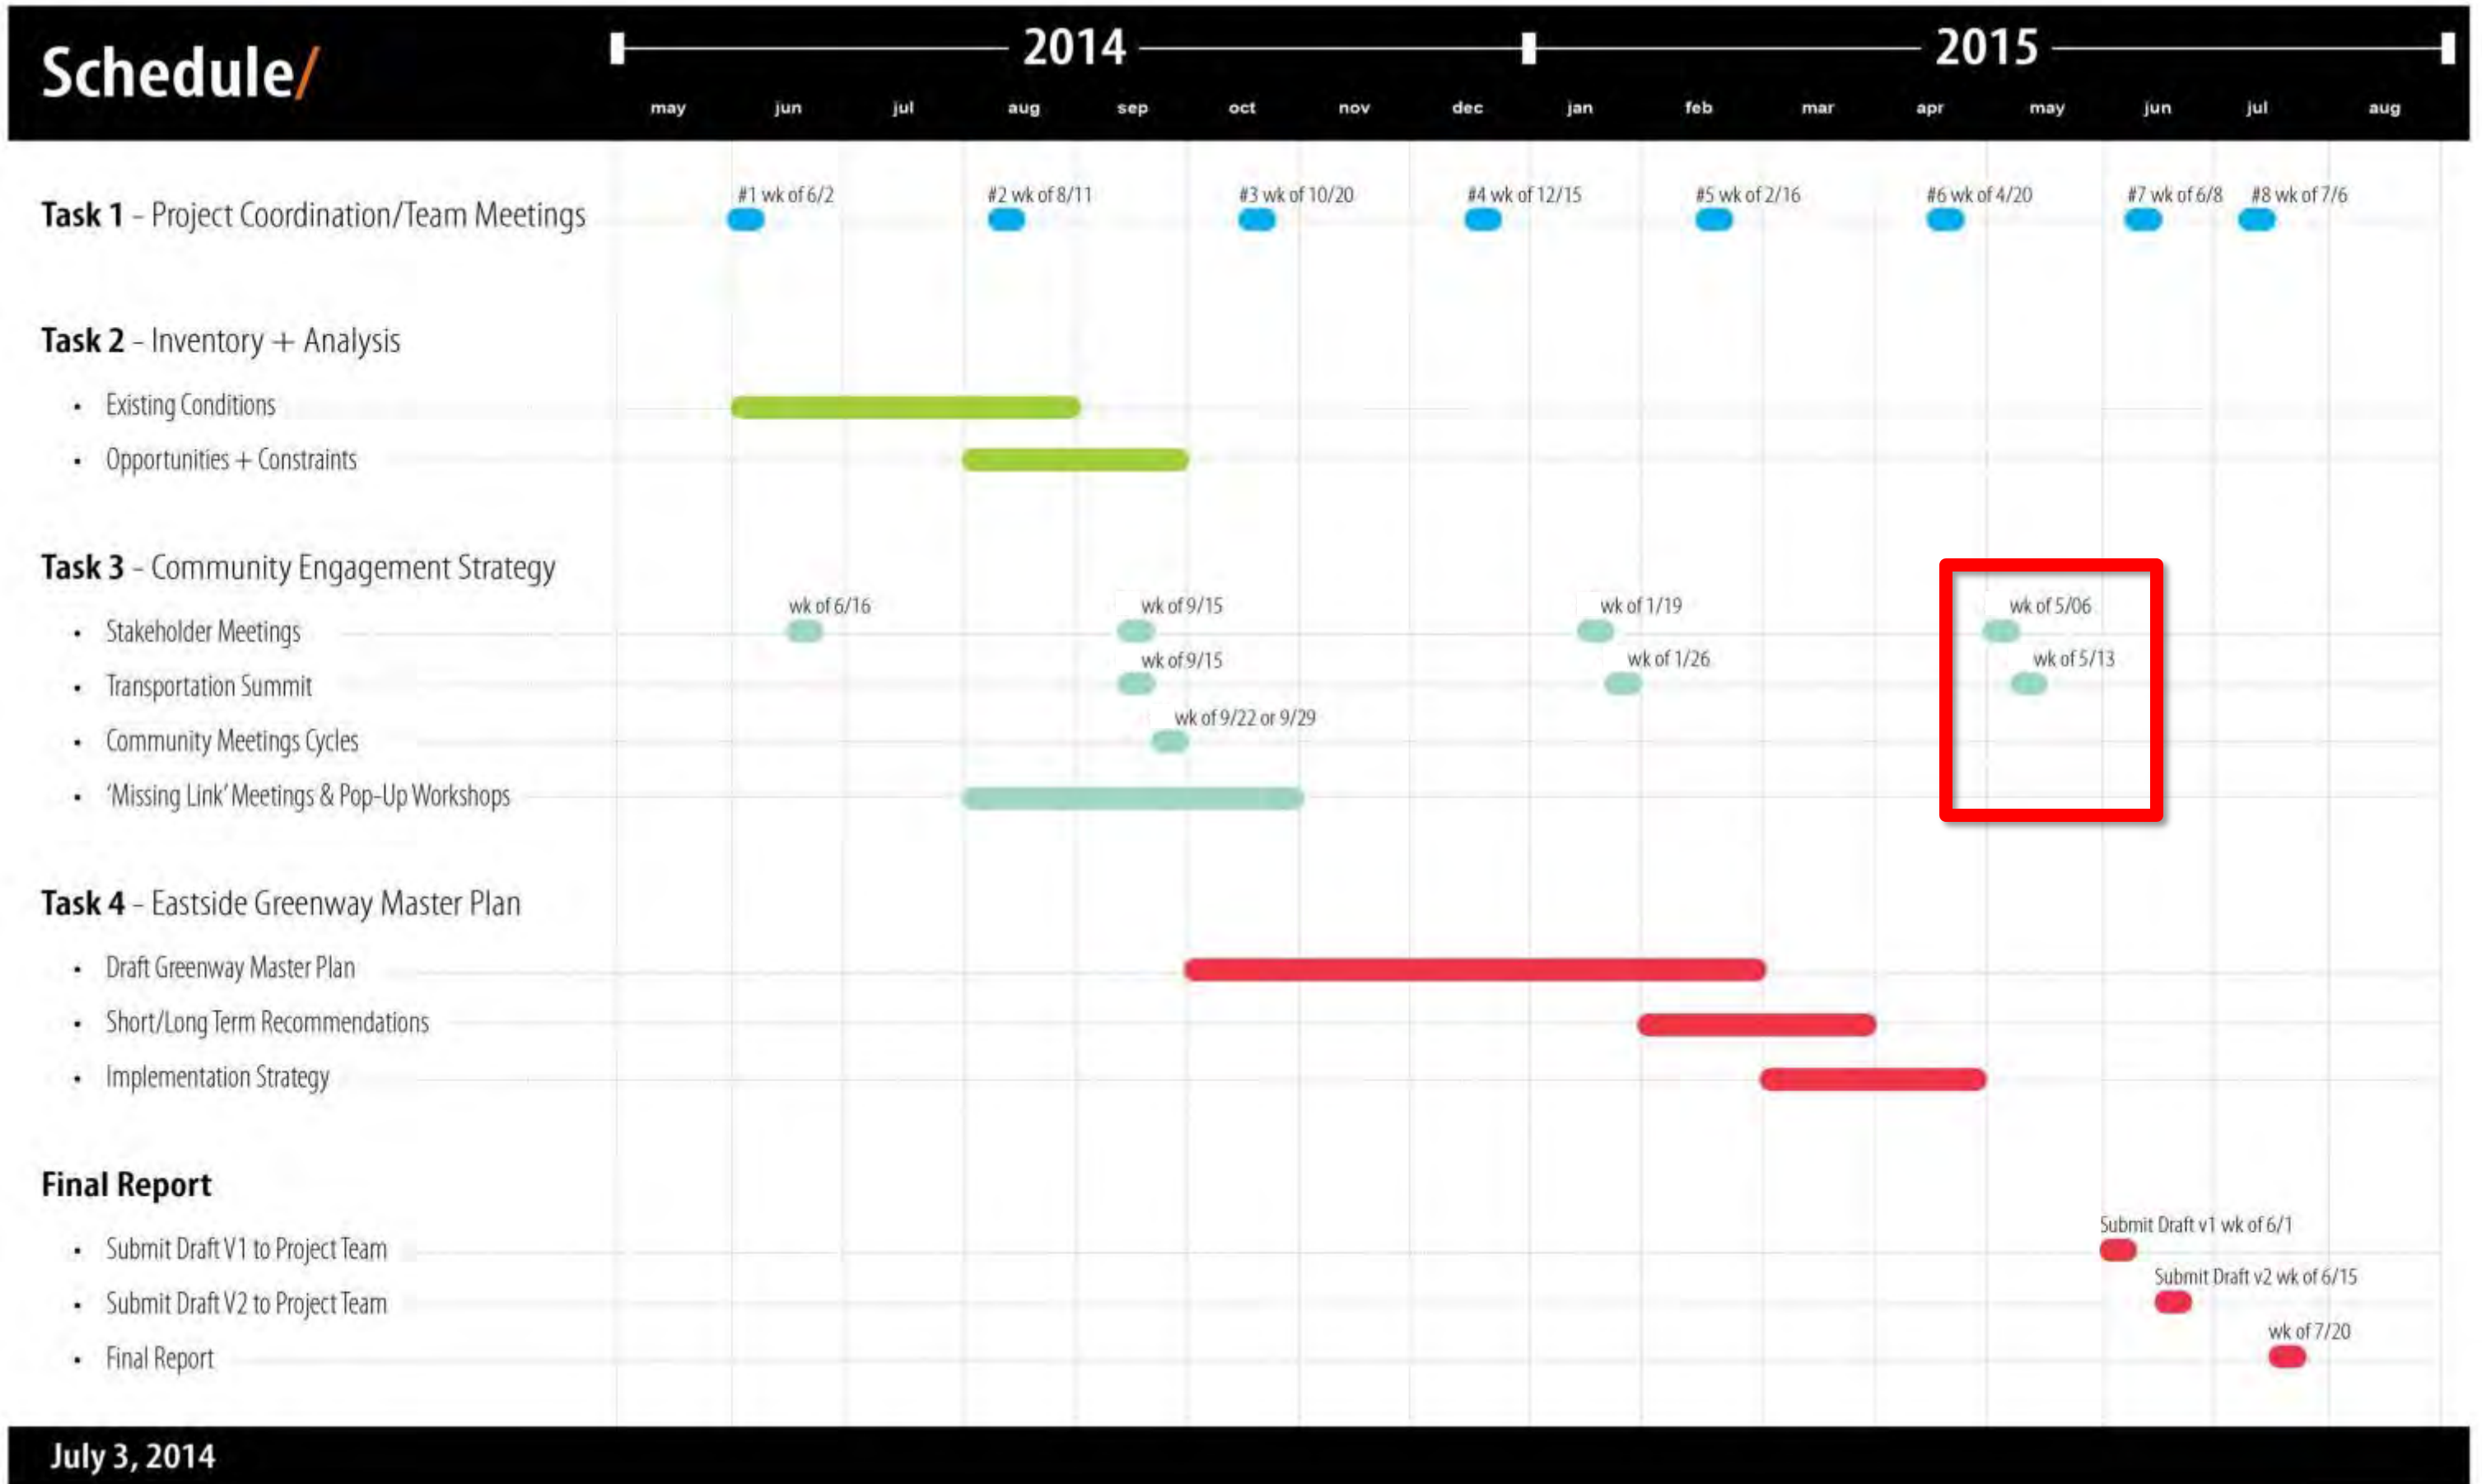 Schedule/
2014
2015
may jun jul aug sep oct nov dec jan feb mar apr may jun jul aug
#1 wk of 6/2 #2 wk of 8/11 #3 wk of 10/20 #4 wk of 12/15 #5 wk of 2/16 #6 wk of 4/20 #7 wk of 6/8 #8 wk of 7/6
Task 1 - Project Coordination/Team Meetings
Task 2 - Inventory + Analysis
• Existing Conditions
• Opportunities + Constraints
Task 3 - Community Engagement Strategy
wk of 6/16 wk of 9/15 wk of 1/19 wk of 5/06
• Stakeholder Meetings
wk of 9/15 wk of 1/26 wk of 5/13
• Transportation Summit
wk of 9/22 or 9/29
• Community Meetings Cycles
• 'Missing Link' Meetings & Pop-Up Workshops
Task 4 - Eastside Greenway Master Plan
• Draft Greenway Master Plan
• Short/Long Term Recommendations
• Implementation Strategy
Final Report
Submit Draft v1 wk of 6/1
• Submit Draft V1 to Project Team
Submit Draft v2 wk of 6/15
• Submit Draft V2 to Project Team
wk of 7/20
• Final Report
July 3, 2014